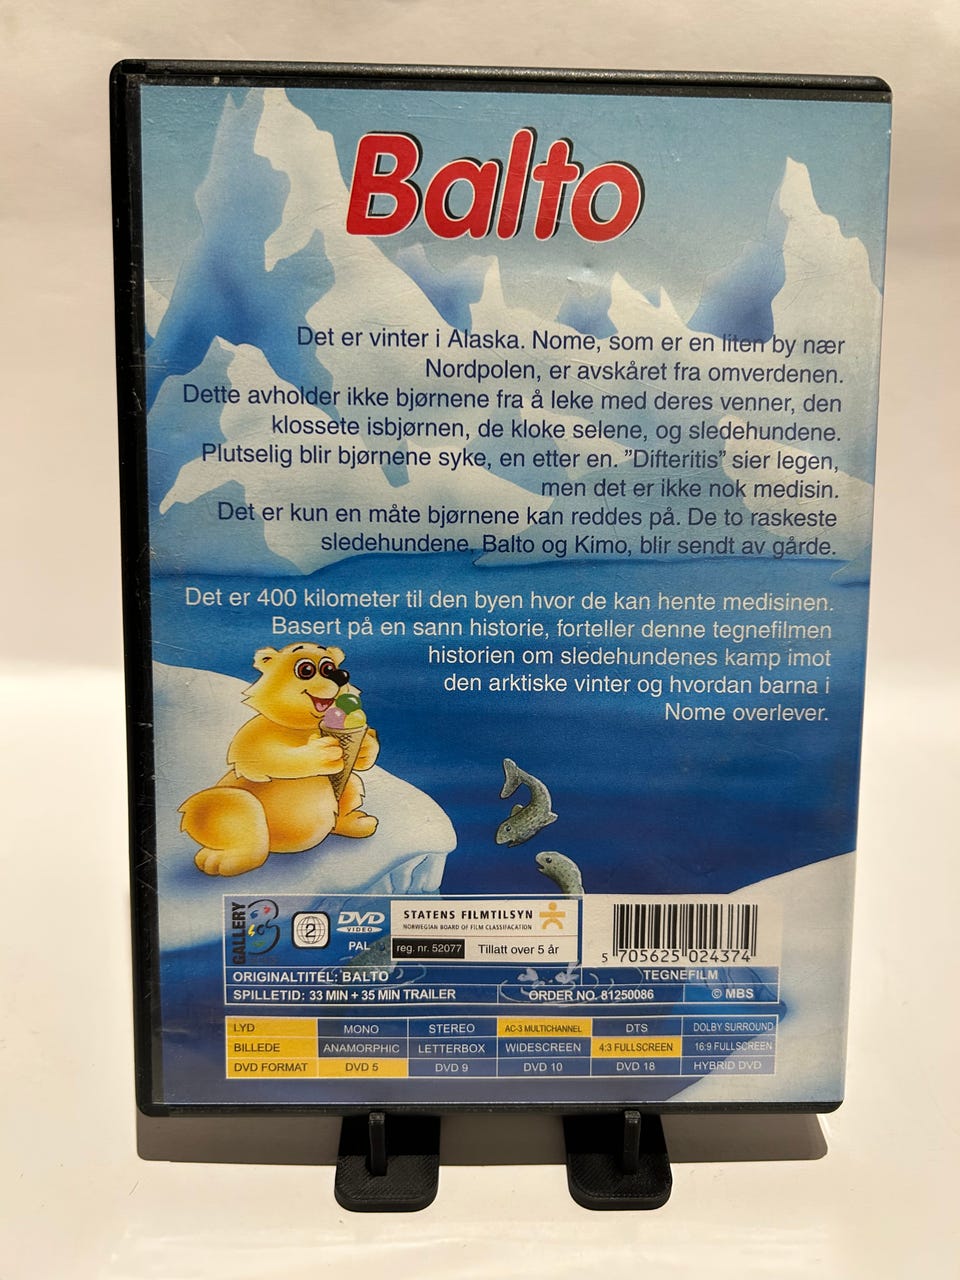 Balto
Det er vinter i Alaska. Nome, som er en liten by nær
Nordpolen, er avskåret fra omverdenen.
Dette avholder ikke bjørnene fra å leke med deres venner, den
klossete isbjørnen, de kloke selene, og sledehundene.
Plutselig blir bjørnene syke, en etter en. ”Difteritis” sier legen,
men det er ikke nok medisin.
Det er kun en måte bjørnene kan reddes på. De to raskeste
sledehundene, Balto og Kimo, blir sendt av gårde.
Det er 400 kilometer til den byen hvor de kan hente medisinen.
Basert på en sann historie, forteller denne tegnefilmen
historien om sledehundenes kamp imot
den arktiske vinter og hvordan barna i
Nome overlever.
GALLERY
2
DVD
VIDEO
PAL
STATENS FILMTILSYN
NORWEGIAN BOARD OF FILM CLASSIFACATION
reg. nr. 52077 Tillatt over 5 år
5 705625 024374
ORIGINALTITEL: BALTO TEGNEFILM
SPILLETID: 33 MIN + 35 MIN TRAILER ORDER NO. 81250086 © MBS
LYD MONO STEREO AC-3 MULTICHANNEL DTS DOLBY SURROUND
BILLEDE ANAMORPHIC LETTERBOX WIDESCREEN 4:3 FULLSCREEN 16:9 FULLSCREEN
DVD FORMAT DVD 5 DVD 9 DVD 10 DVD 18 HYBRID DVD